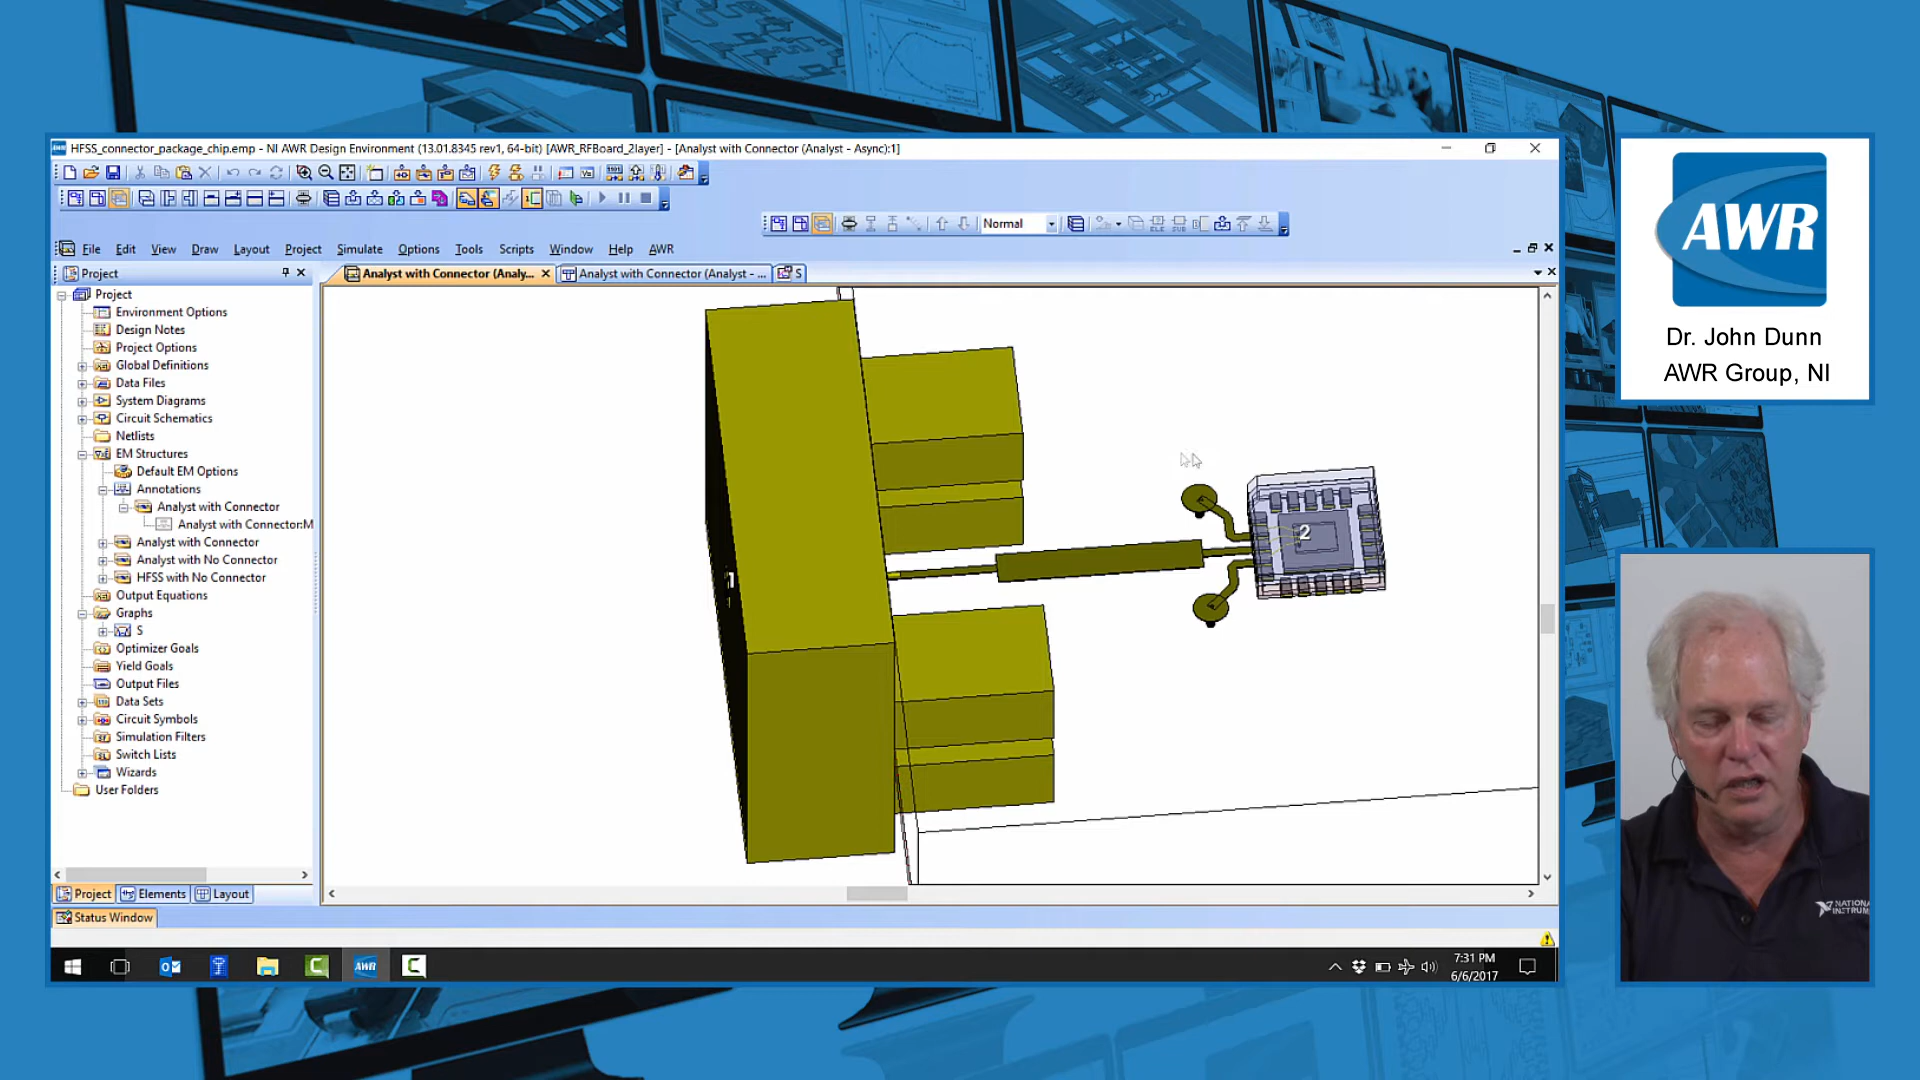 HFSS_connector_package_chip.emp - NI AWR Design Environment (13.01.8345 rev1, 64-bit) [AWR_RFBoard_2layer] - [Analyst with Connector (Analyst - Async):1]
Normal
File Edit View Draw Layout Project Simulate Options Tools Scripts Window Help AWR
Project
Analyst with Connector (Analy...
Analyst with Connector (Analyst - ...
S
Project
Environment Options
Design Notes
Project Options
Global Definitions
Data Files
System Diagrams
Circuit Schematics
Netlists
EM Structures
Default EM Options
Annotations
Analyst with Connector
Analyst with Connector:M
Analyst with Connector
Analyst with No Connector
HFSS with No Connector
Output Equations
Graphs
S
Optimizer Goals
Yield Goals
Output Files
Data Sets
Circuit Symbols
Simulation Filters
Switch Lists
Wizards
User Folders
2
Project Elements Layout
Status Window
AWR
7:31 PM
6/6/2017
AWR
Dr. John Dunn
AWR Group, NI
NATIONAL
INSTRUM